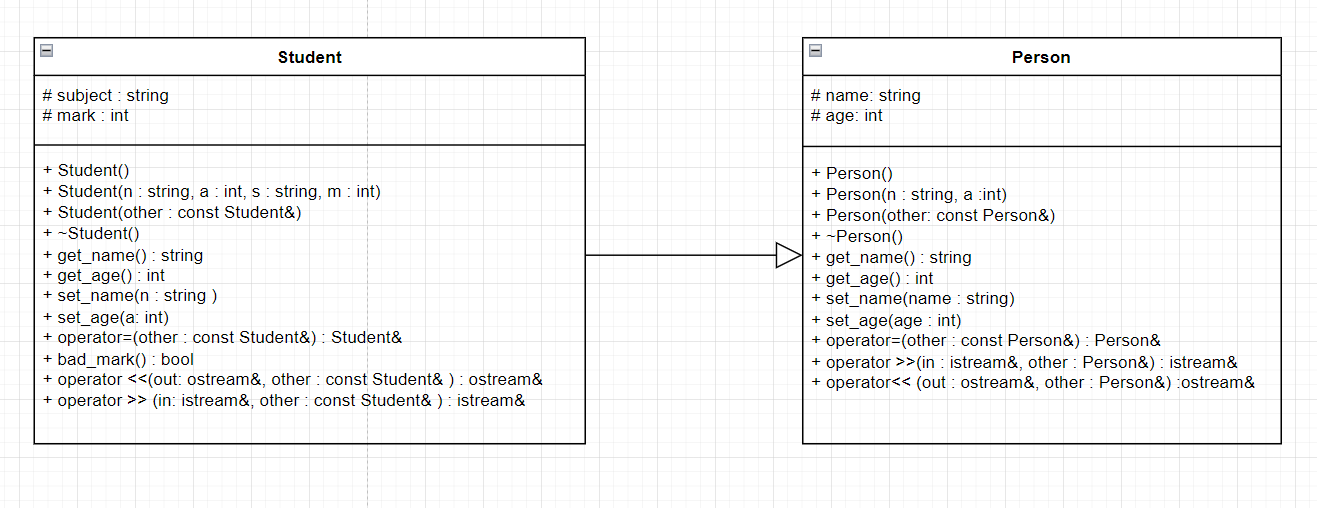 Student
# subject : string
# mark : int
+ Student()
+ Student(n : string, a : int, s : string, m : int)
+ Student(other : const Student&)
+ ~Student()
+ get_name() : string
+ get_age() : int
+ set_name(n : string )
+ set_age(a: int)
+ operator=(other : const Student&) : Student&
+ bad_mark() : bool
+ operator <<(out: ostream&, other : const Student& ) : ostream&
+ operator >> (in: istream&, other : const Student& ) : istream&
Person
# name: string
# age: int
+ Person()
+ Person(n : string, a :int)
+ Person(other: const Person&)
+ ~Person()
+ get_name() : string
+ get_age() : int
+ set_name(name : string)
+ set_age(age : int)
+ operator=(other : const Person&) : Person&
+ operator >>(in : istream&, other : Person&) : istream&
+ operator<< (out : ostream&, other : Person&) :ostream&